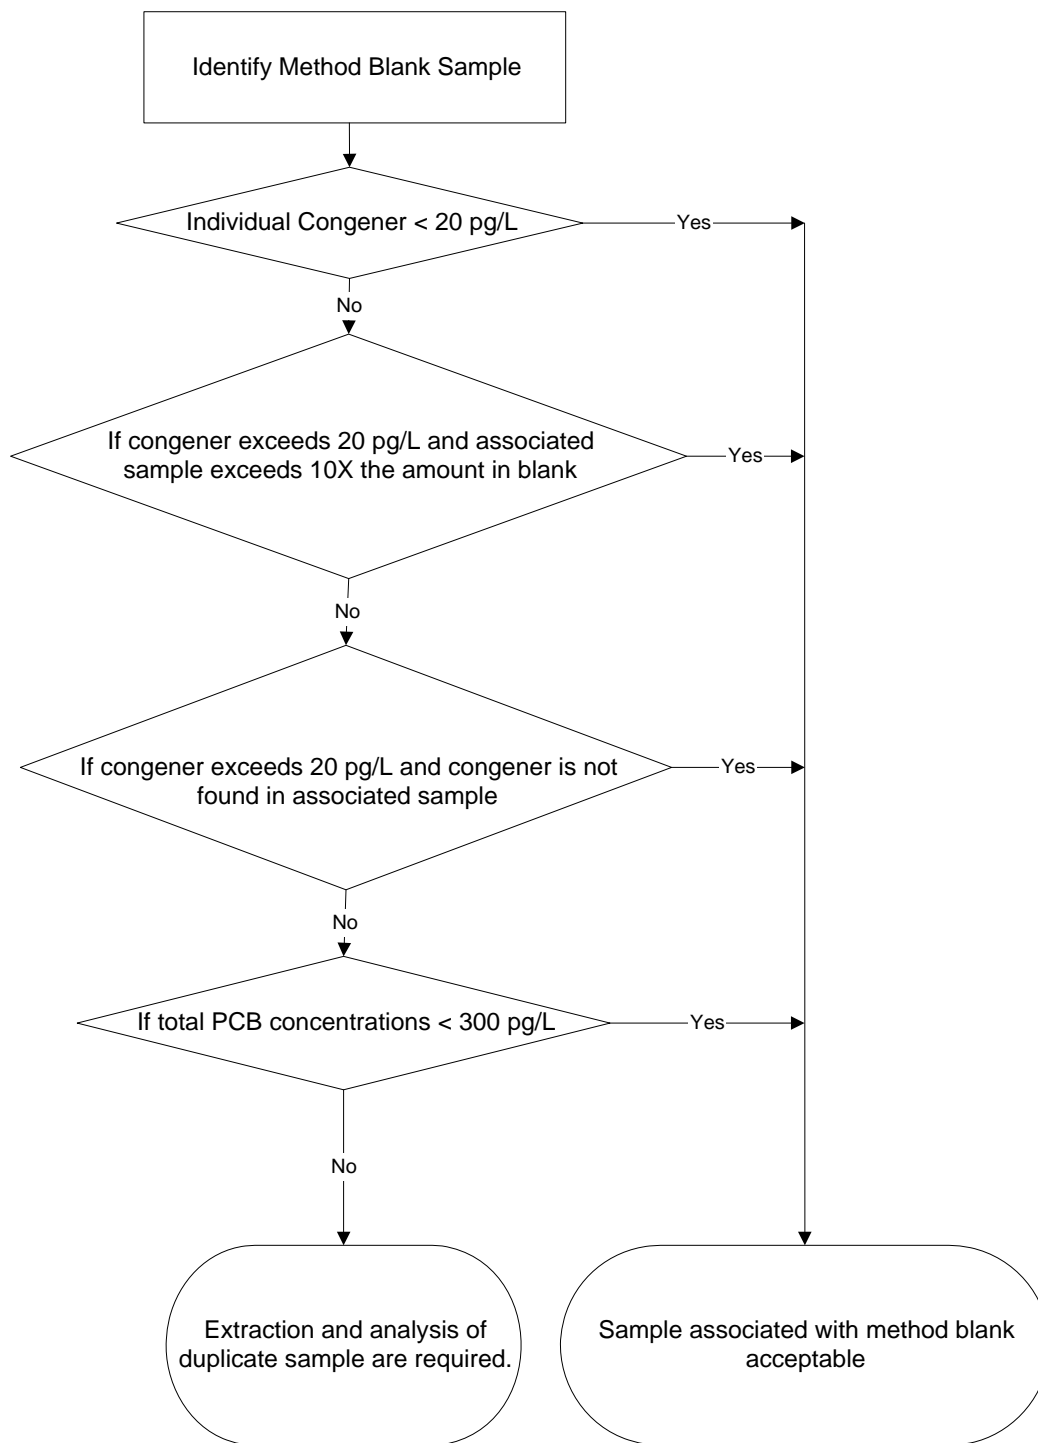 Identify Method Blank Sample
Individual Congener < 20 pg/L
Yes
No
If congener exceeds 20 pg/L and associated
sample exceeds 10X the amount in blank
Yes
No
If congener exceeds 20 pg/L and congener is not
found in associated sample
Yes
No
If total PCB concentrations < 300 pg/L
Yes
No
Extraction and analysis of
duplicate sample are required.
Sample associated with method blank
acceptable